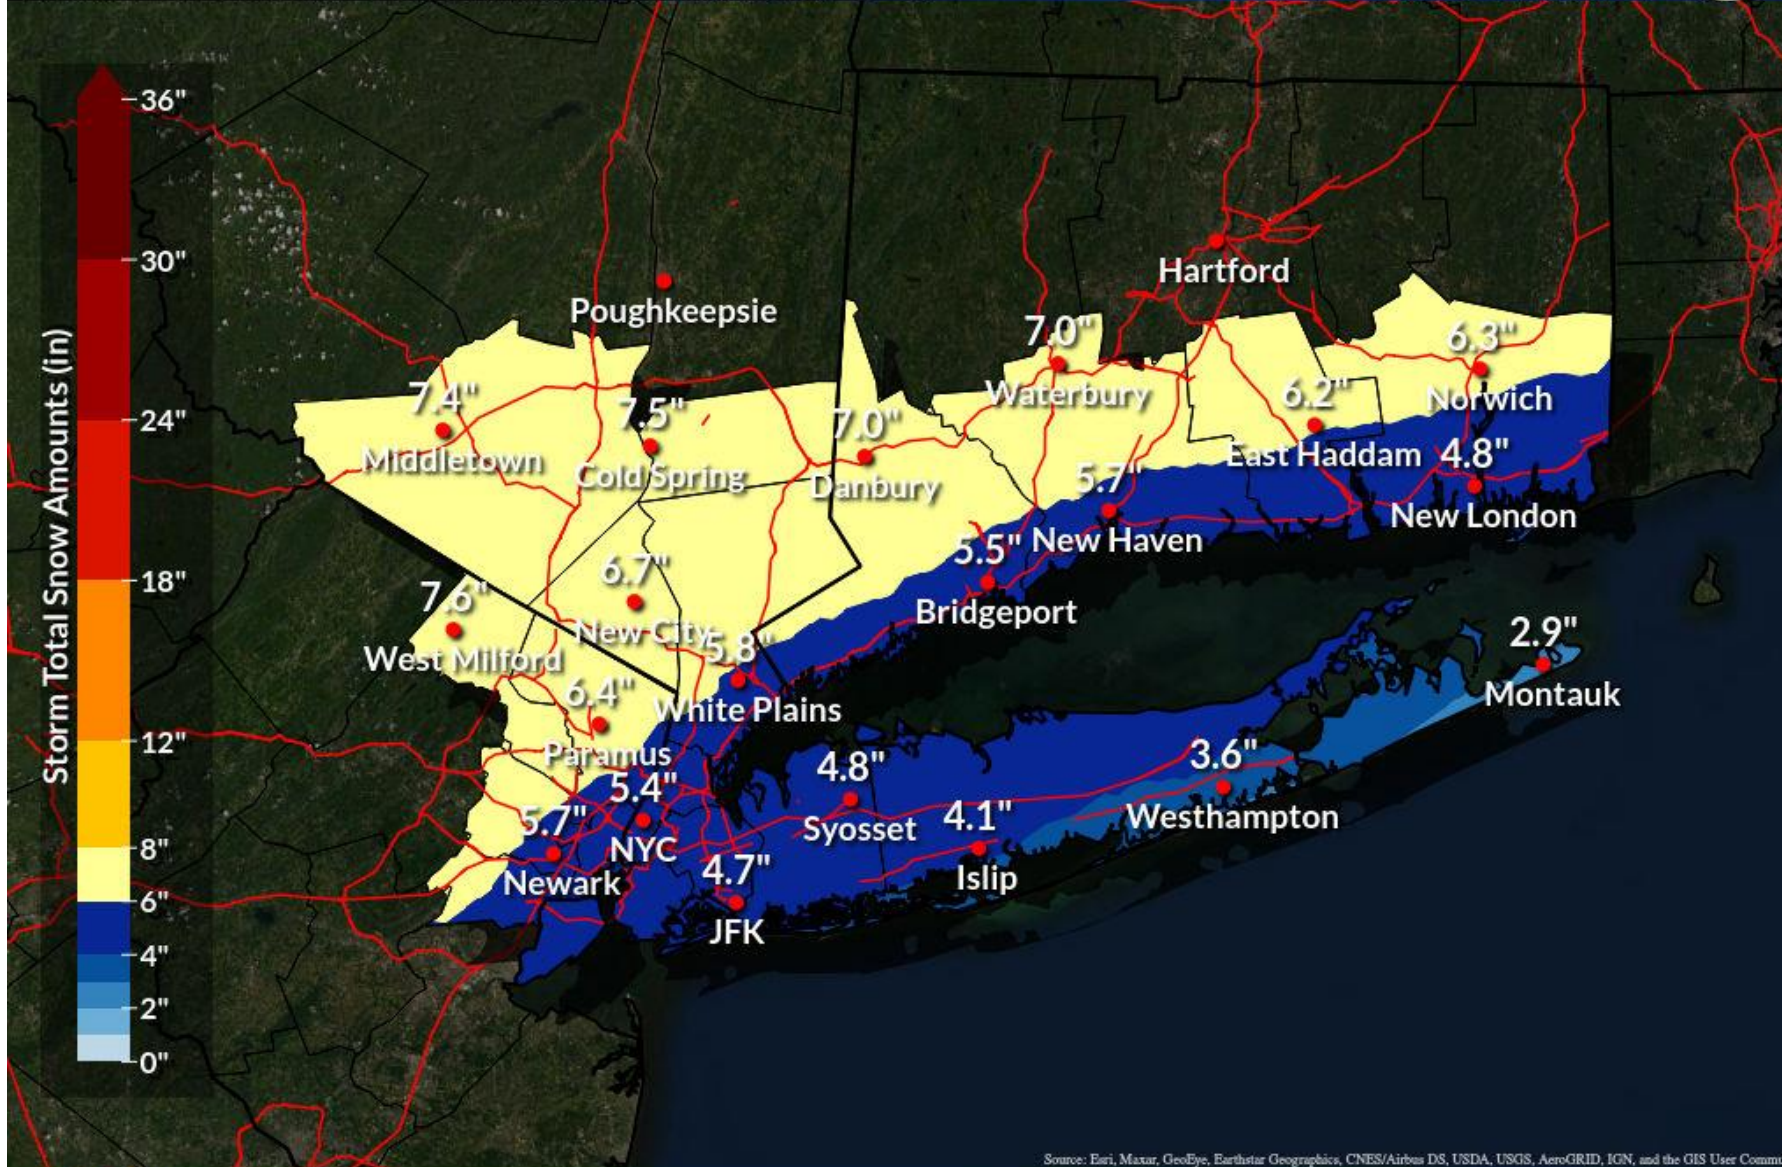 Storm Total Snow Amounts (in)
36"
30"
24"
18"
12"
8"
6"
4"
2"
0"
Hartford
Poughkeepsie
7.0"
Waterbury
6.3"
Norwich
7.4"
Middletown
7.5"
Cold Spring
7.0"
Danbury
6.2"
East Haddam
4.8"
New London
5.7"
New Haven
5.5"
Bridgeport
6.7"
New City
7.6"
West Milford
5.8"
White Plains
2.9"
Montauk
6.4"
Paramus
5.4"
NYC
4.8"
Syosset
3.6"
Westhampton
5.7"
Newark
4.1"
Islip
4.7"
JFK
Source: Esri, Maxar, GeoEye, Earthstar Geographics, CNES/Airbus DS, USDA, USGS, AeroGRID, IGN, and the GIS User Commu